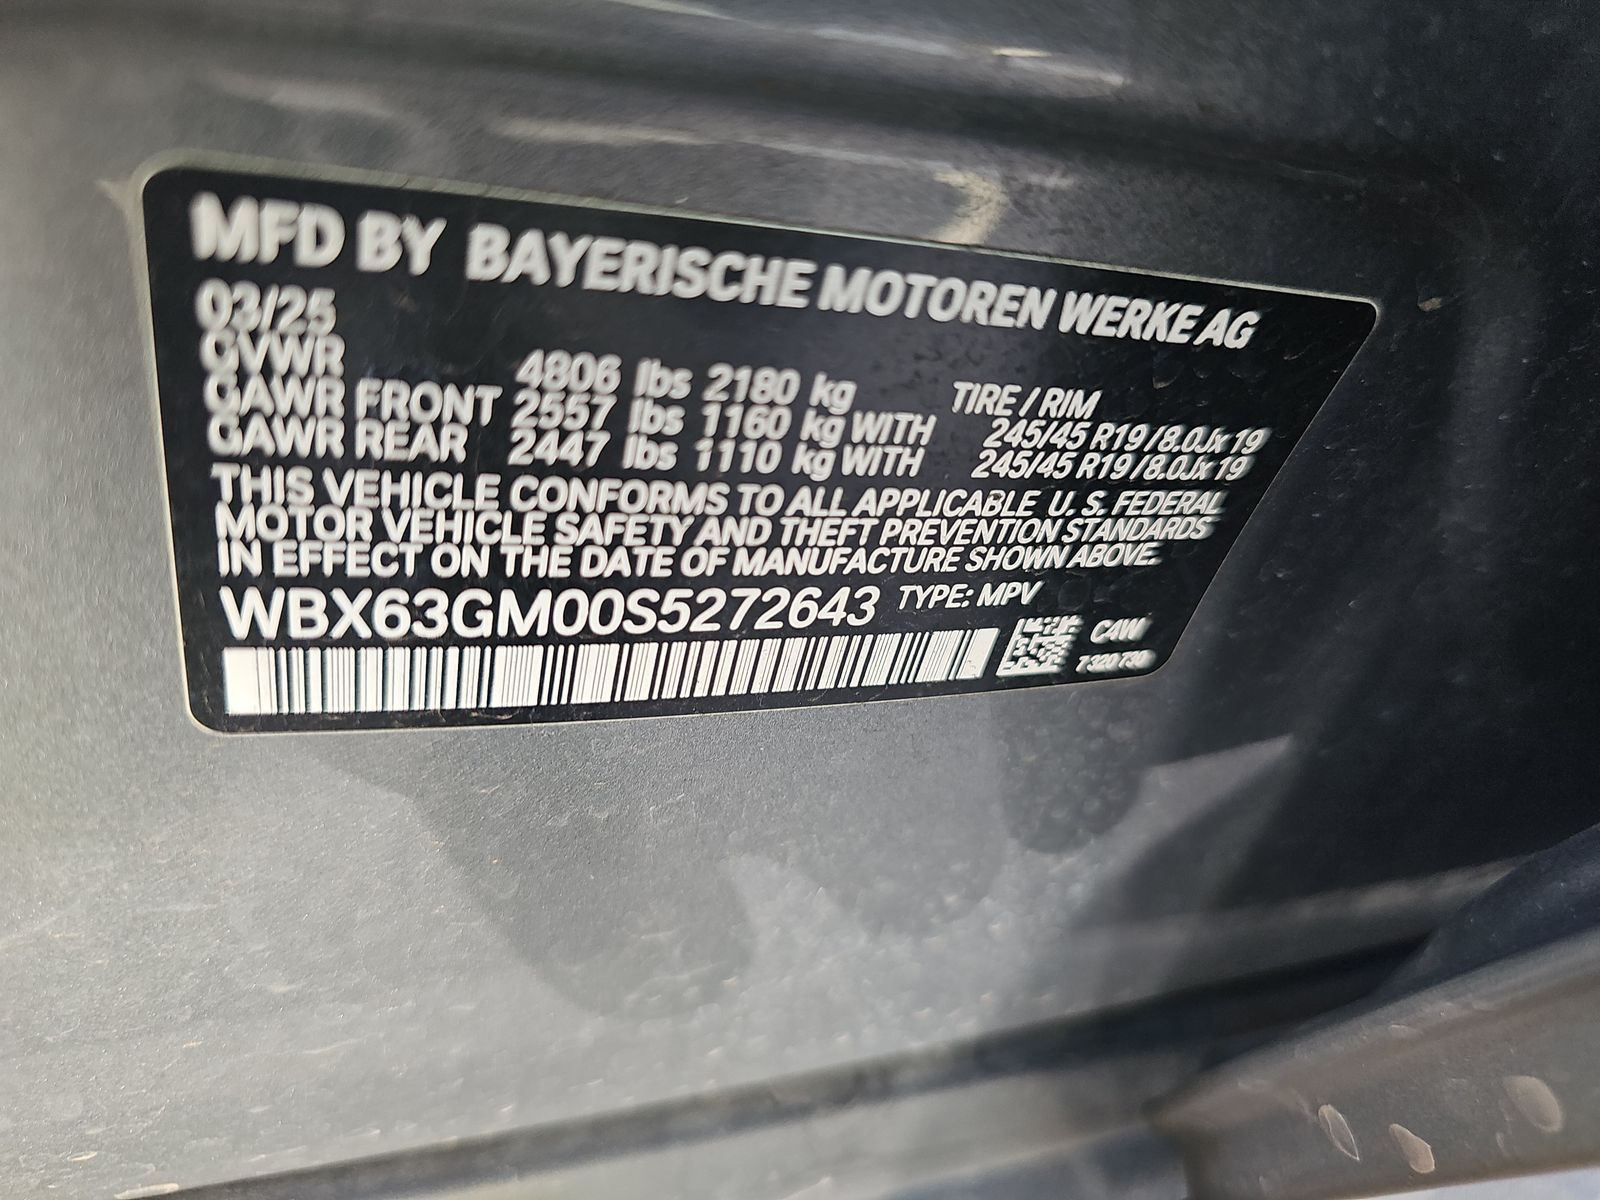 MFD BY BAYERISCHE MOTOREN WERKE AG
03/25
GVWR 4806 lbs 2180 kg TIRE / RIM
GAWR FRONT 2557 lbs 1160 kg WITH 245/45 R19 / 8.0Jx19
GAWR REAR 2447 lbs 1110 kg WITH 245/45 R19 / 8.0Jx19
THIS VEHICLE CONFORMS TO ALL APPLICABLE U. S. FEDERAL
MOTOR VEHICLE SAFETY AND THEFT PREVENTION STANDARDS
IN EFFECT ON THE DATE OF MANUFACTURE SHOWN ABOVE.
WBX63GM00S5272643 TYPE: MPV
C4W